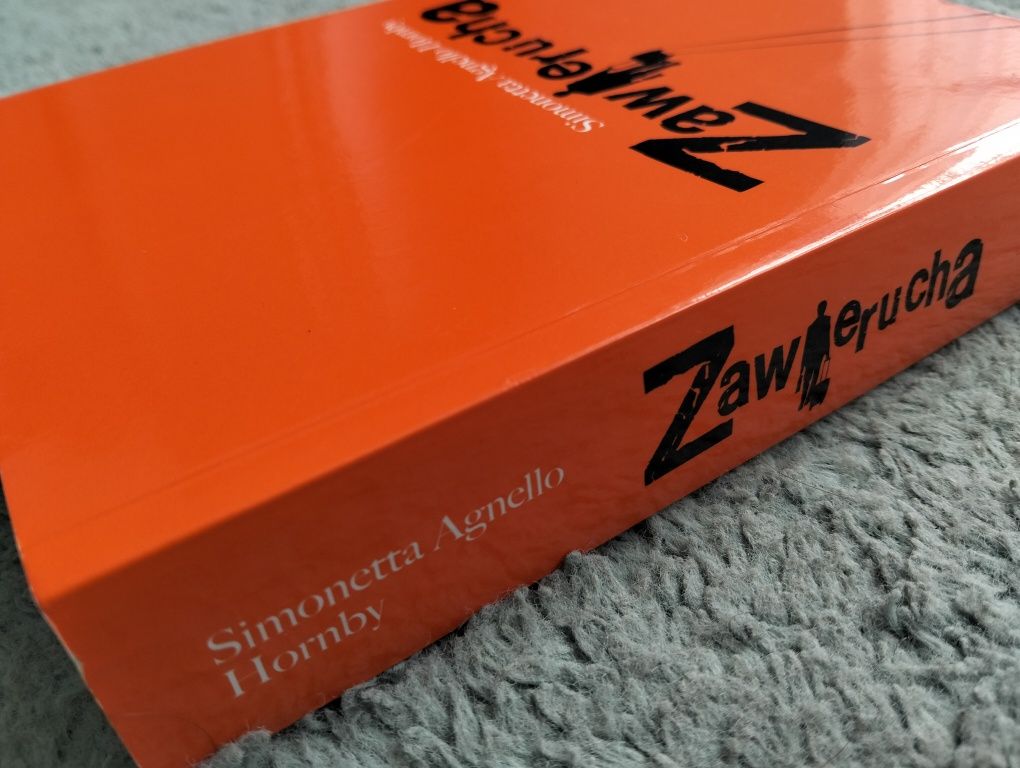 Simonetta Agnello Hornby
Zawierucha
Simonetta Agnello
Hornby
Zawierucha